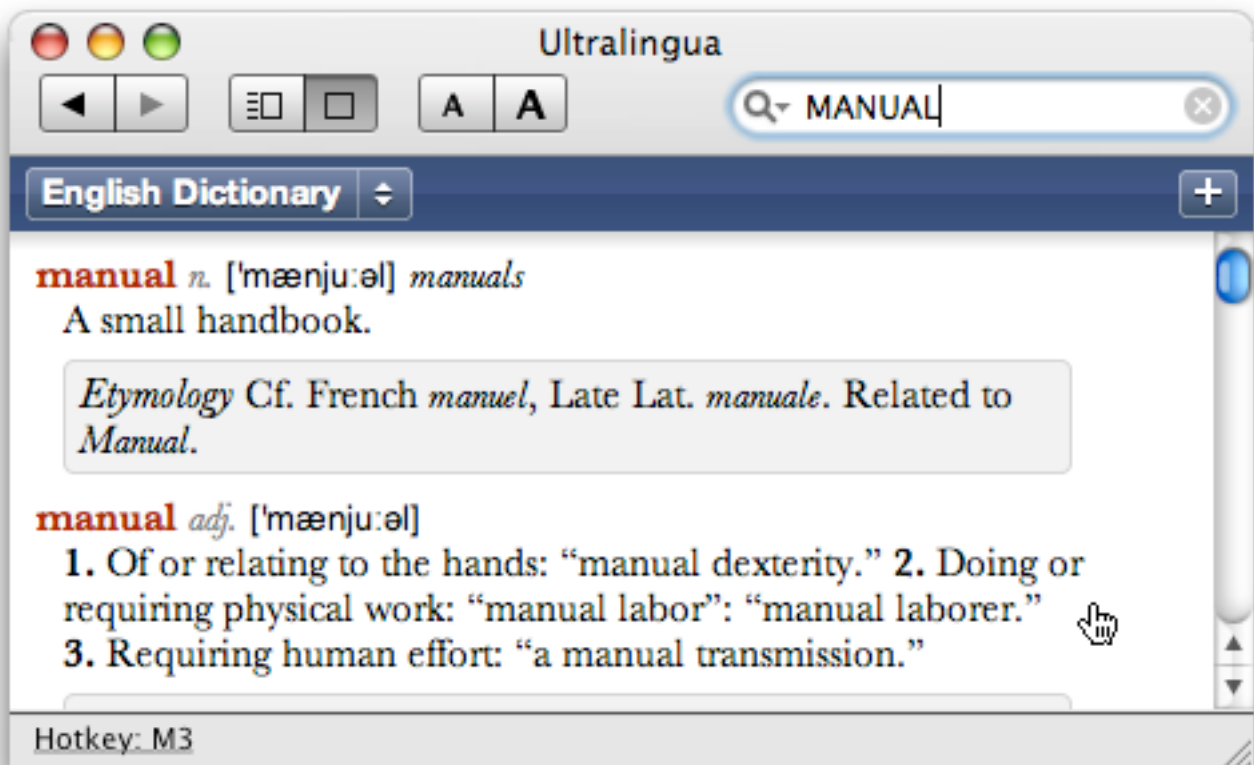 Ultralingua
A A MANUAL
English Dictionary
manual n. ['mænju:əl] manuals
A small handbook.
Etymology Cf. French manuel, Late Lat. manuale. Related to
Manual.
manual adj. ['mænju:əl]
1. Of or relating to the hands: “manual dexterity.” 2. Doing or
requiring physical work: “manual labor”: “manual laborer.”
3. Requiring human effort: “a manual transmission.”
Hotkey: M3